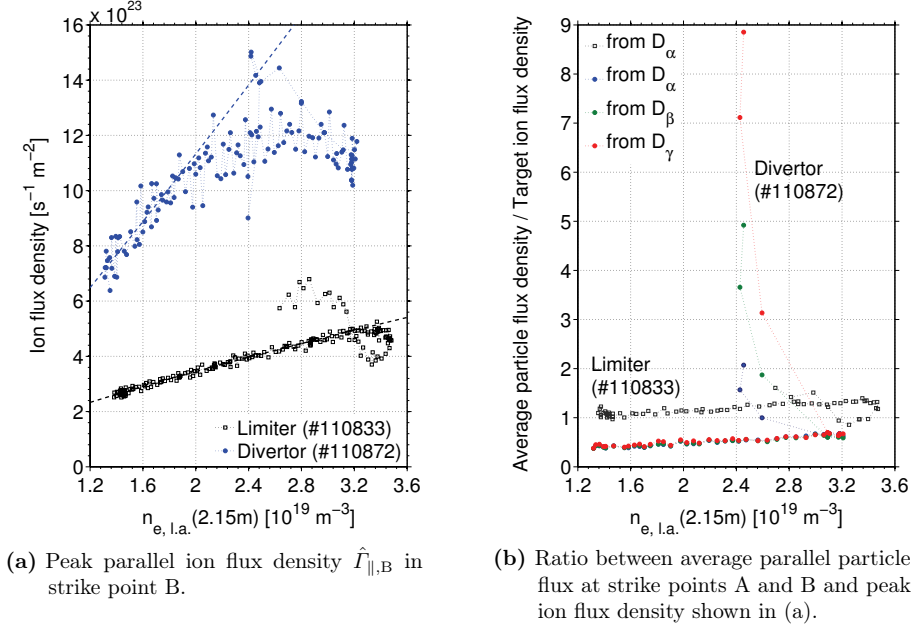 x 10^23
16
14
12
10
8
6
4
2
0
Ion flux density [s^-1 m^-2]
Limiter (#110833)
Divertor (#110872)
1.2 1.6 2 2.4 2.8 3.2 3.6
n_e, l.a.(2.15m) [10^19 m^-3]
(a) Peak parallel ion flux density Γ̂_∥,B in
strike point B.
9
8
7
6
5
4
3
2
1
0
Average particle flux density / Target ion flux density
from D_α
from D_α
from D_β
from D_γ
Divertor
(#110872)
Limiter
(#110833)
1.2 1.6 2 2.4 2.8 3.2 3.6
n_e, l.a.(2.15m) [10^19 m^-3]
(b) Ratio between average parallel particle
flux at strike points A and B and peak
ion flux density shown in (a).